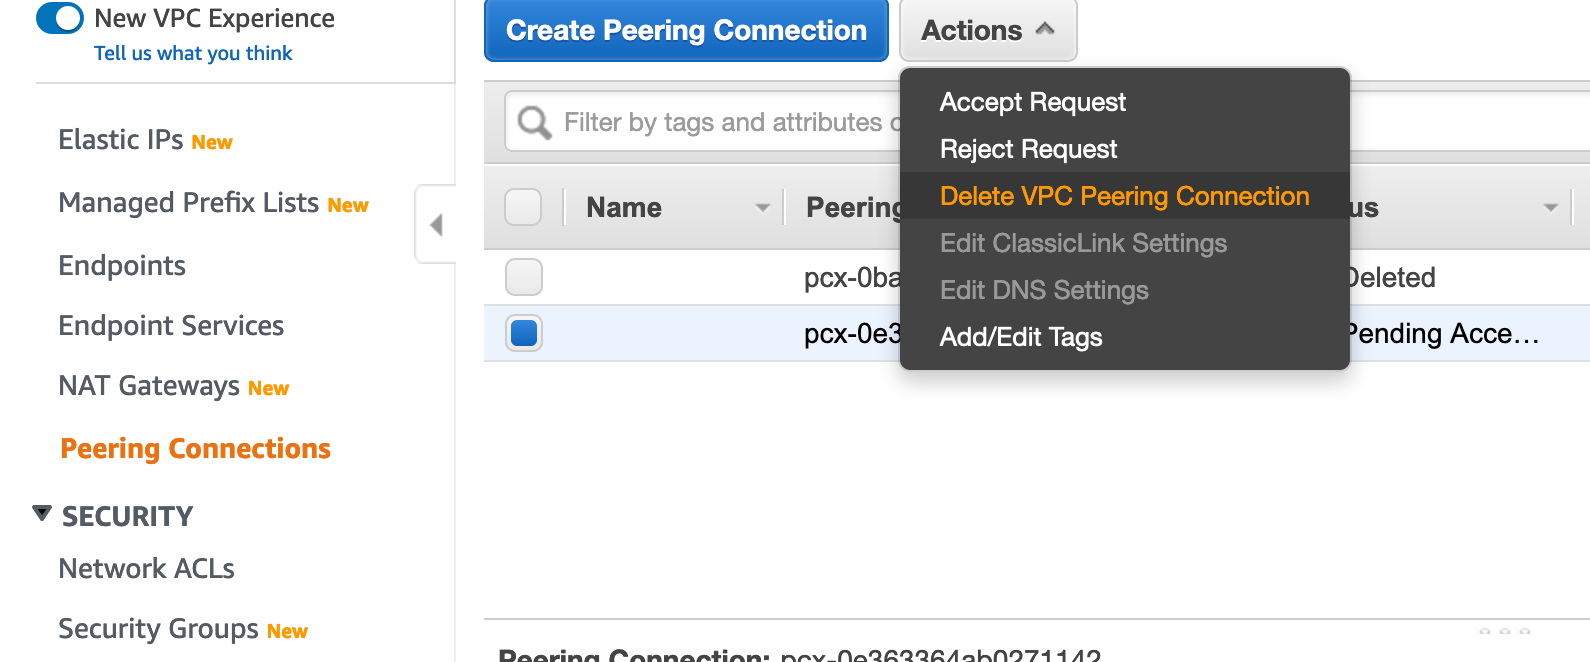 New VPC Experience
Tell us what you think
Elastic IPs New
Managed Prefix Lists New
Endpoints
Endpoint Services
NAT Gateways New
Peering Connections
SECURITY
Network ACLs
Security Groups New
Create Peering Connection
Actions
Filter by tags and attributes
Accept Request
Reject Request
Delete VPC Peering Connection
Edit ClassicLink Settings
Edit DNS Settings
Add/Edit Tags
Name Peering us
pcx-0ba Deleted
pcx-0e3 Pending Acce…
Peering Connection: pcx-0e363364ab0271142